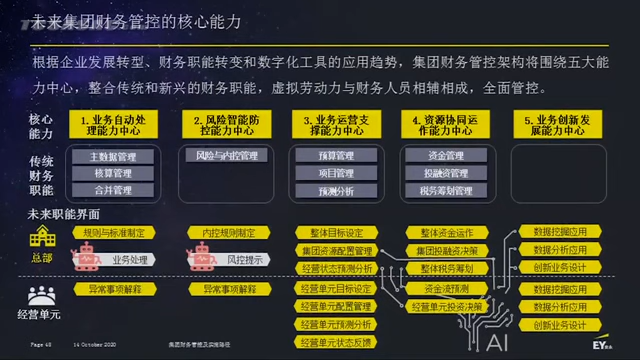 未来集团财务管控的核心能力
根据企业发展转型、财务职能转变和数字化工具的应用趋势，集团财务管控架构将围绕五大能
力中心，整合传统和新兴的财务职能，虚拟劳动力与财务人员相辅相成，全面管控。
核心能力
1.业务自动处理能力中心
2.风险智能防控能力中心
3.业务运营支撑能力中心
4.资源协同运作能力中心
5.业务创新发展能力中心
传统财务职能
主数据管理
核算管理
合并管理
风险与内控管理
预算管理
项目管理
预测分析
资金管理
投融资管理
税务筹划管理
未来职能界面
总部
规则与标准制定
业务处理
内控规则制定
风控提示
整体目标设定
集团资源配置管理
经营状态预测分析
整体资金运作
集团投融资决策
整体税务筹划
数据挖掘应用
数据分析应用
创新业务设计
经营单元
异常事项解释
异常事项解释
经营单元目标设定
经营单元配置管理
经营单元预测分析
经营单元状态反馈
资金流预测
经营单元投资决策
数据挖掘应用
数据分析应用
创新业务设计
AI
Page 48
14 October 2020
集团财务管控及实施路径
EY安永